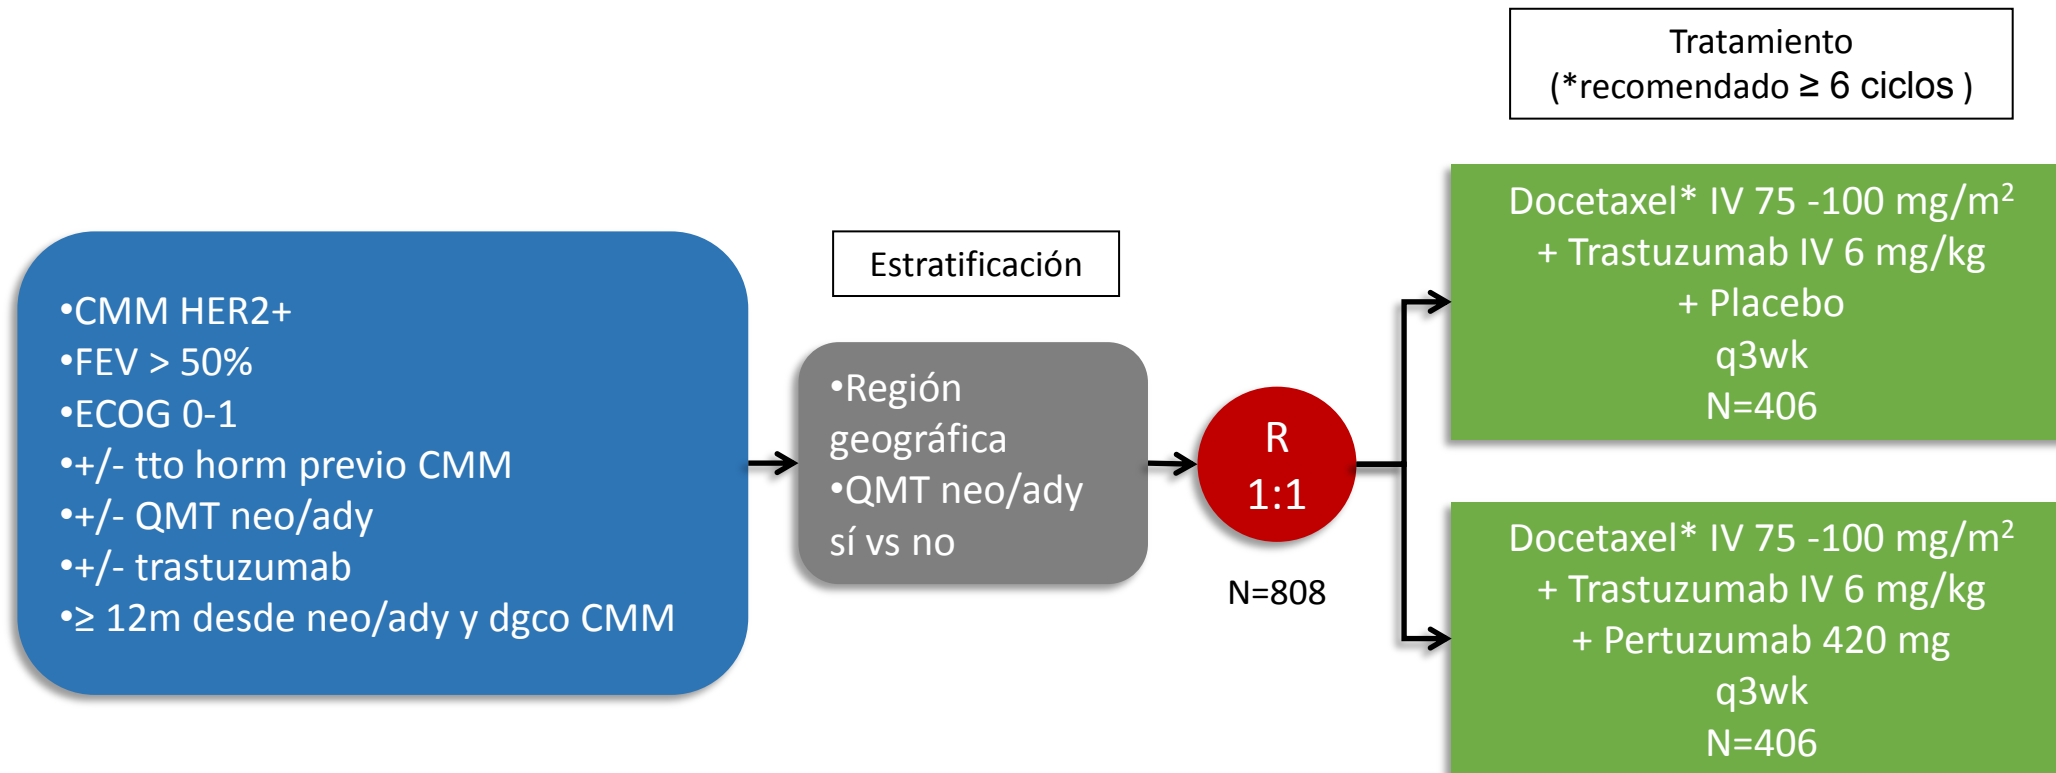 Tratamiento
(*recomendado ≥ 6 ciclos )
•CMM HER2+
•FEV > 50%
•ECOG 0-1
•+/- tto horm previo CMM
•+/- QMT neo/ady
•+/- trastuzumab
•≥ 12m desde neo/ady y dgco CMM
Estratificación
•Región
geográfica
•QMT neo/ady
sí vs no
R
1:1
N=808
Docetaxel* IV 75 -100 mg/m²
+ Trastuzumab IV 6 mg/kg
+ Placebo
q3wk
N=406
Docetaxel* IV 75 -100 mg/m²
+ Trastuzumab IV 6 mg/kg
+ Pertuzumab 420 mg
q3wk
N=406